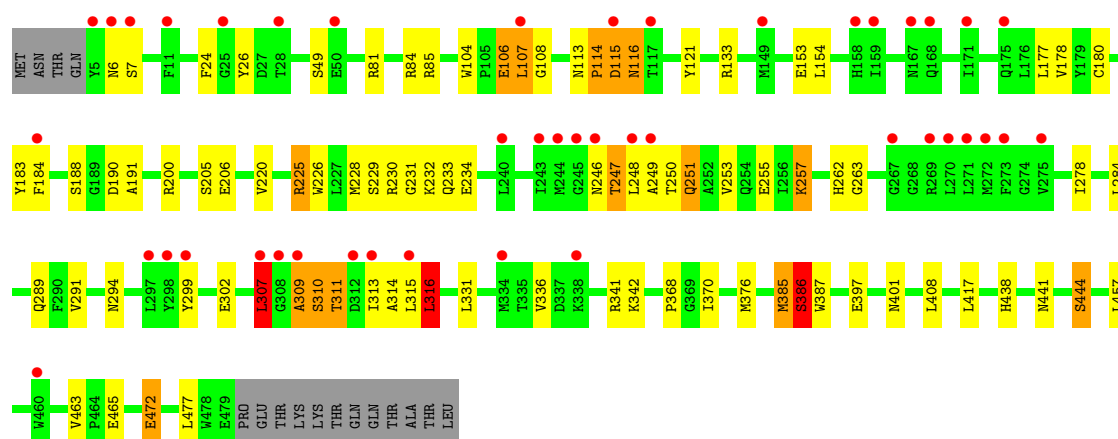 MET ASN THR GLN Y5 N6 S7 F11 F24 G25 Y26 D27 T28 S49 E50 R81 R84 R85 W104 P105 E106 L107 G108 N113 P114 D115 N116 T117 Y121 R133 M149 E153 L154 H158 I159 N167 Q168 I171 Q175 L176 L177 V178 Y179 C180
Y183 F184 S188 G189 D190 A191 R200 S205 E206 V220 R225 W226 L227 M228 S229 R230 G231 K232 Q233 E234 L240 I243 M244 G245 N246 T247 L248 A249 T250 Q251 A252 V253 Q254 E255 I256 K257 H262 G263 G267 G268 R269 L270 L271 M272 F273 G274 V275 I278 L284
Q289 F290 V291 N294 L297 Y298 Y299 E302 L307 G308 A309 S310 T311 D312 I313 A314 L315 L316 L331 M334 T335 V336 D337 K338 R341 K342 P368 G369 I370 M376 M385 S386 W387 E397 N401 L408 L417 H438 N441 S444 L457
W460 V463 P464 E465 E472 L477 W478 E479 PRO GLU THR LYS LYS THR GLN GLN THR ALA THR LEU